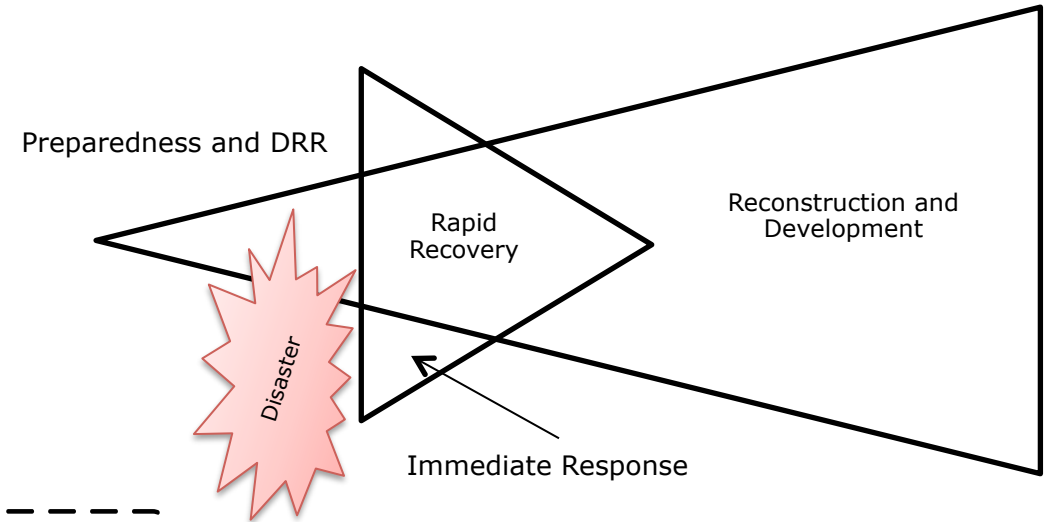 Preparedness and DRR
Rapid
Recovery
Reconstruction and
Development
Disaster
Immediate Response